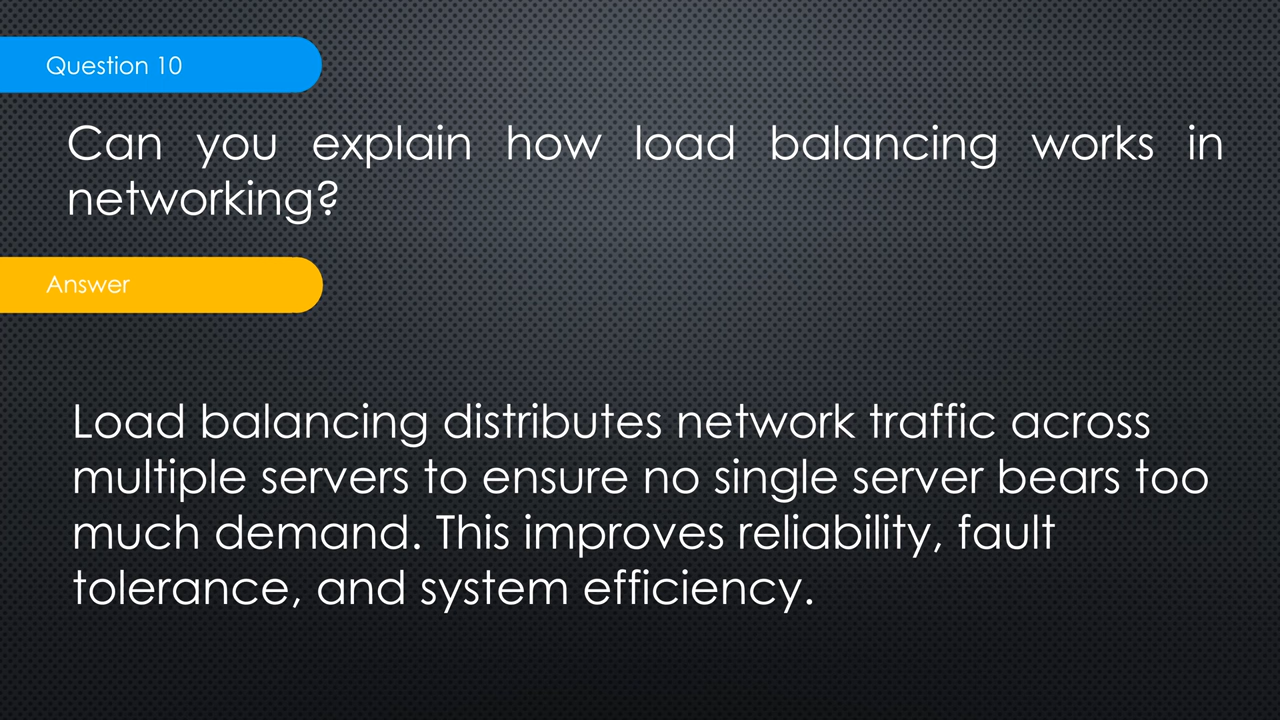 Question 10
Can you explain how load balancing works in
networking?
Answer
Load balancing distributes network traffic across
multiple servers to ensure no single server bears too
much demand. This improves reliability, fault
tolerance, and system efficiency.